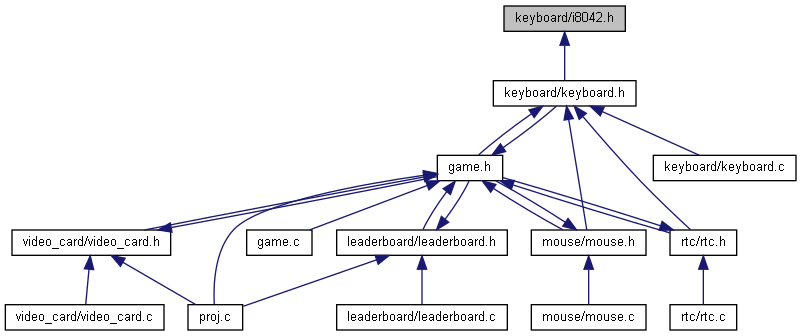 keyboard/i8042.h
keyboard/keyboard.h
game.h
keyboard/keyboard.c
video_card/video_card.h
game.c
leaderboard/leaderboard.h
mouse/mouse.h
rtc/rtc.h
video_card/video_card.c
proj.c
leaderboard/leaderboard.c
mouse/mouse.c
rtc/rtc.c